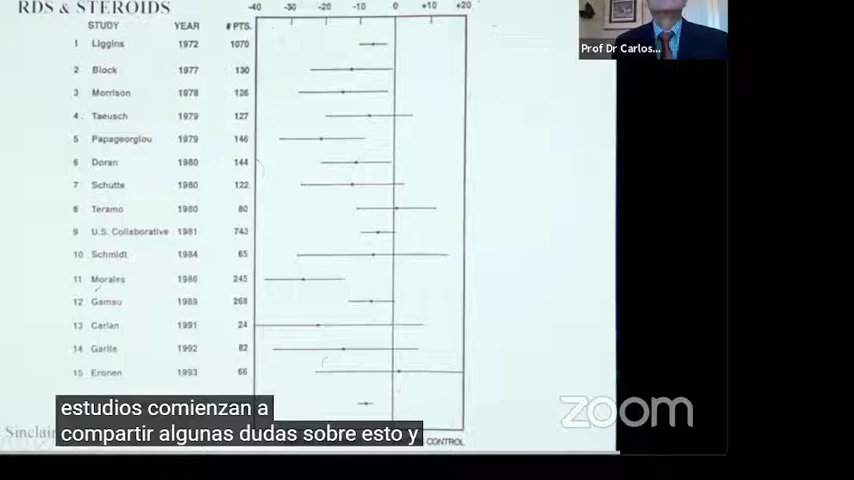 RDS & STEROIDS
STUDY YEAR # PTS. -40 -30 -20 -10 0 +10 +20
1 Liggins 1972 1070
2 Block 1977 130
3 Morrison 1978 126
4 Taeusch 1979 127
5 Papageorgiou 1979 146
6 Doran 1980 144
7 Schutte 1980 122
8 Teramo 1980 80
9 U.S. Collaborative 1981 743
10 Schmidt 1984 65
11 Morales 1986 245
12 Gamsu 1989 268
13 Carlan 1991 24
14 Garite 1992 82
15 Eronen 1993 66
Sinclair
CONTROL
Prof Dr Carlos...
estudios comienzan a
compartir algunas dudas sobre esto y
zoom